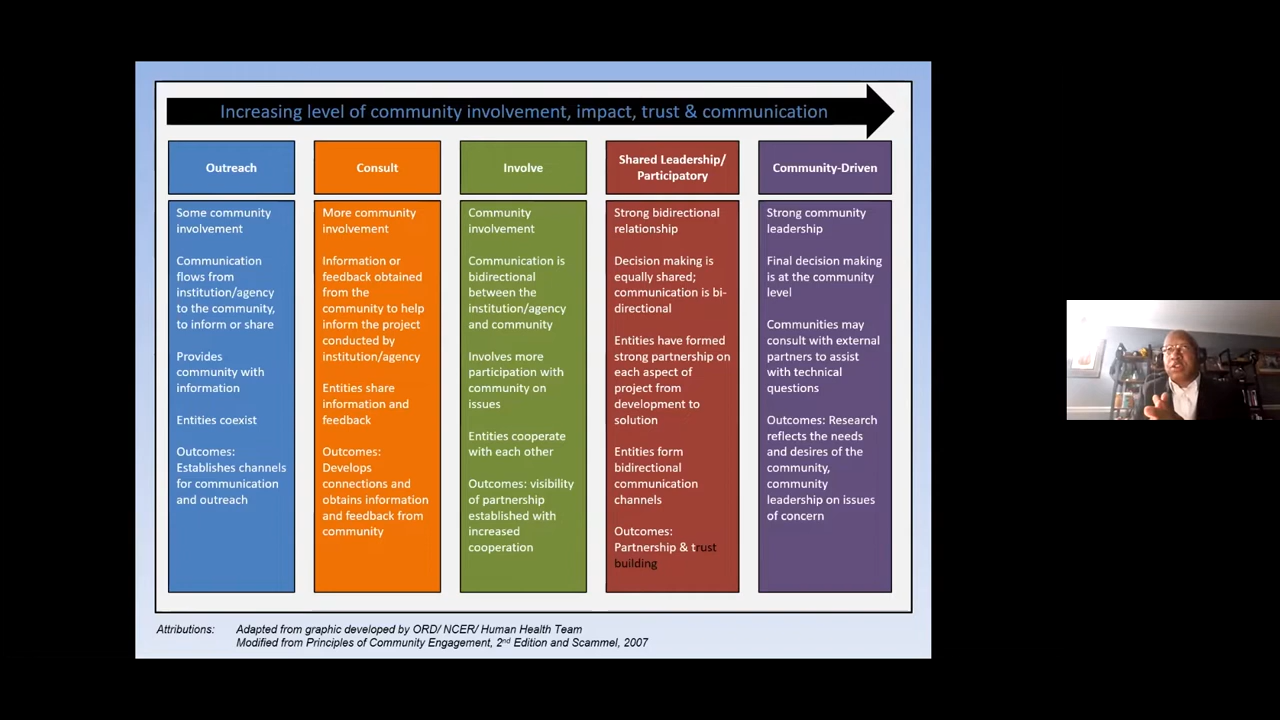 Increasing level of community involvement, impact, trust & communication
Outreach
Some community
involvement
Communication
flows from
institution/agency
to the community,
to inform or share
Provides
community with
information
Entities coexist
Outcomes:
Establishes channels
for communication
and outreach
Consult
More community
involvement
Information or
feedback obtained
from the
community to help
inform the project
conducted by
institution/agency
Entities share
information and
feedback
Outcomes:
Develops
connections and
obtains information
and feedback from
community
Involve
Community
involvement
Communication is
bidirectional
between the
institution/agency
and community
Involves more
participation with
community on
issues
Entities cooperate
with each other
Outcomes: visibility
of partnership
established with
increased
cooperation
Shared Leadership/
Participatory
Strong bidirectional
relationship
Decision making is
equally shared;
communication is bi-
directional
Entities have formed
strong partnership on
each aspect of
project from
development to
solution
Entities form
bidirectional
communication
channels
Outcomes:
Partnership & trust
building
Community-Driven
Strong community
leadership
Final decision making
is at the community
level
Communities may
consult with external
partners to assist
with technical
questions
Outcomes: Research
reflects the needs
and desires of the
community,
community
leadership on issues
of concern
Attributions: Adapted from graphic developed by ORD/ NCER/ Human Health Team
Modified from Principles of Community Engagement, 2nd Edition and Scammel, 2007